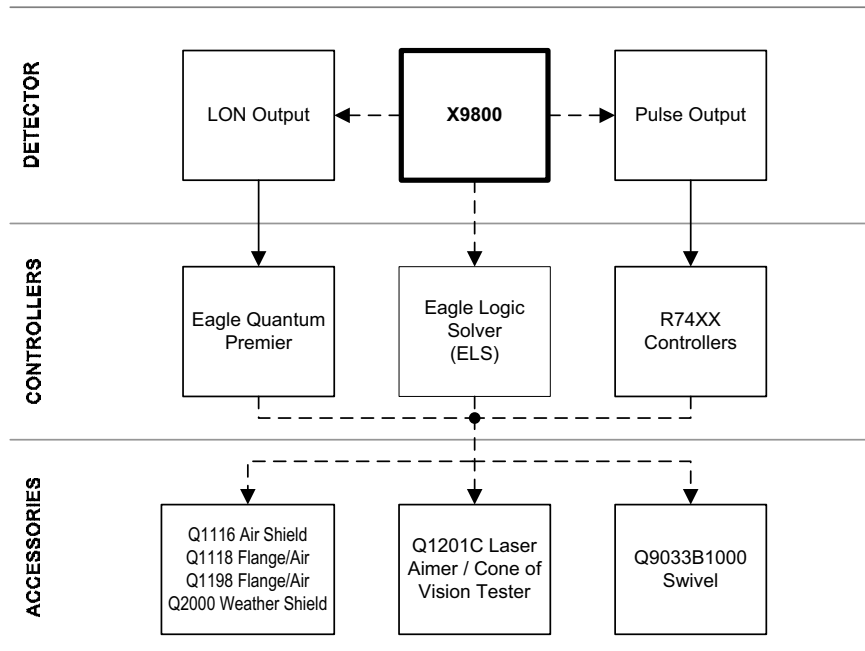 DETECTOR
LON Output
X9800
Pulse Output
CONTROLLERS
Eagle Quantum
Premier
Eagle Logic
Solver
(ELS)
R74XX
Controllers
ACCESSORIES
Q1116 Air Shield
Q1118 Flange/Air
Q1198 Flange/Air
Q2000 Weather Shield
Q1201C Laser
Aimer / Cone of
Vision Tester
Q9033B1000
Swivel